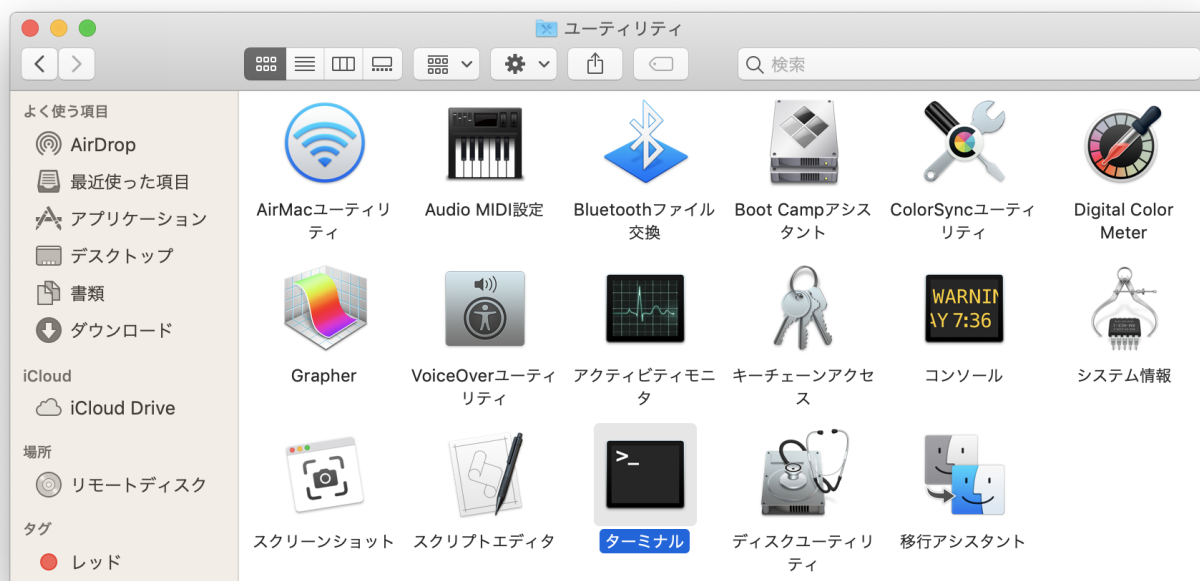 ユーティリティ
検索
よく使う項目
AirDrop
最近使った項目
アプリケーション
デスクトップ
書類
ダウンロード
iCloud
iCloud Drive
場所
リモートディスク
タグ
レッド
AirMacユーティリ
ティ
Audio MIDI設定
Bluetoothファイル
交換
Boot Campアシス
タント
ColorSyncユーティ
リティ
Digital Color
Meter
Grapher
VoiceOverユーティ
リティ
アクティビティモニ
タ
キーチェーンアクセ
ス
WARNIN
AY 7:36
コンソール
システム情報
スクリーンショット
スクリプトエディタ
>_
ターミナル
ディスクユーティリ
ティ
移行アシスタント